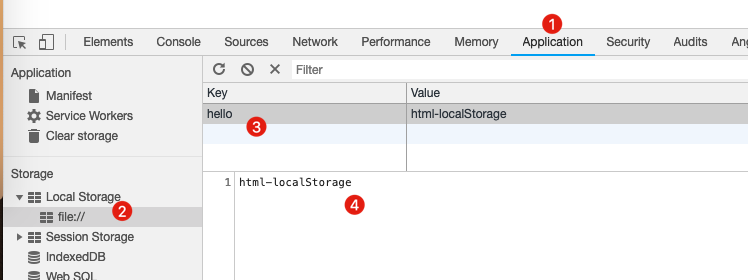 1
Elements Console Sources Network Performance Memory Application Security Audits
Application
Manifest
Service Workers
Clear storage
Storage
Local Storage
file://
2
Session Storage
IndexedDB
Web SQL
Filter
Key Value
hello html-localStorage
3
1 html-localStorage
4